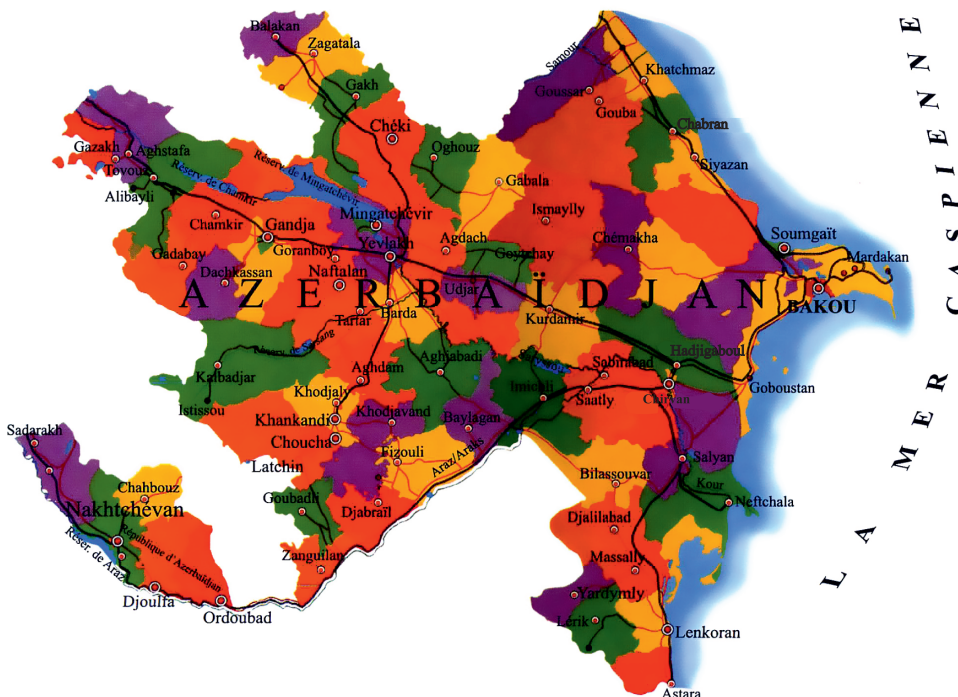 Balakan
Zagatala
Samour
Khatchmaz
Gakh
Goussar
Gouba
Chéki
Chabran
Gazakh
Aghstafa
Oghouz
Siyazan
Tovouz
Réserv. de Mingatchévir
Réserv. de Chamkir
Gabala
Alibayli
Chamkir
Gandja
Mingatchévir
Ismaylly
Goranboy
Yevlakh
Agdach
Goytchay
Chémakha
Soumgaït
Gadabay
Dachkassan
Naftalan
Udjar
Mardakan
AZERBAÏDJAN
BAKOU
Tartar
Barda
Kurdamir
Kalbadjar
Aghdam
Aghjabadi
Imichli
Sabirabad
Hadjigaboul
Goboustan
Istissou
Khodjaly
Saatly
Khankandi
Khodjavand
Baylagan
Choucha
Sadarakh
Latchin
Fizouli
Araz/Araks
Salyan
Bilassouvar
Kour
Chahbouz
Goubadli
Djabraïl
Neftchala
Nakhtchévan
République d'Azerbaïdjan
Réser. de Araz
Zanguilan
Djalilabad
Massally
Djoulfa
Ordoubad
Yardymly
Lérik
Lenkoran
Astara
LA MER CASPIENNE